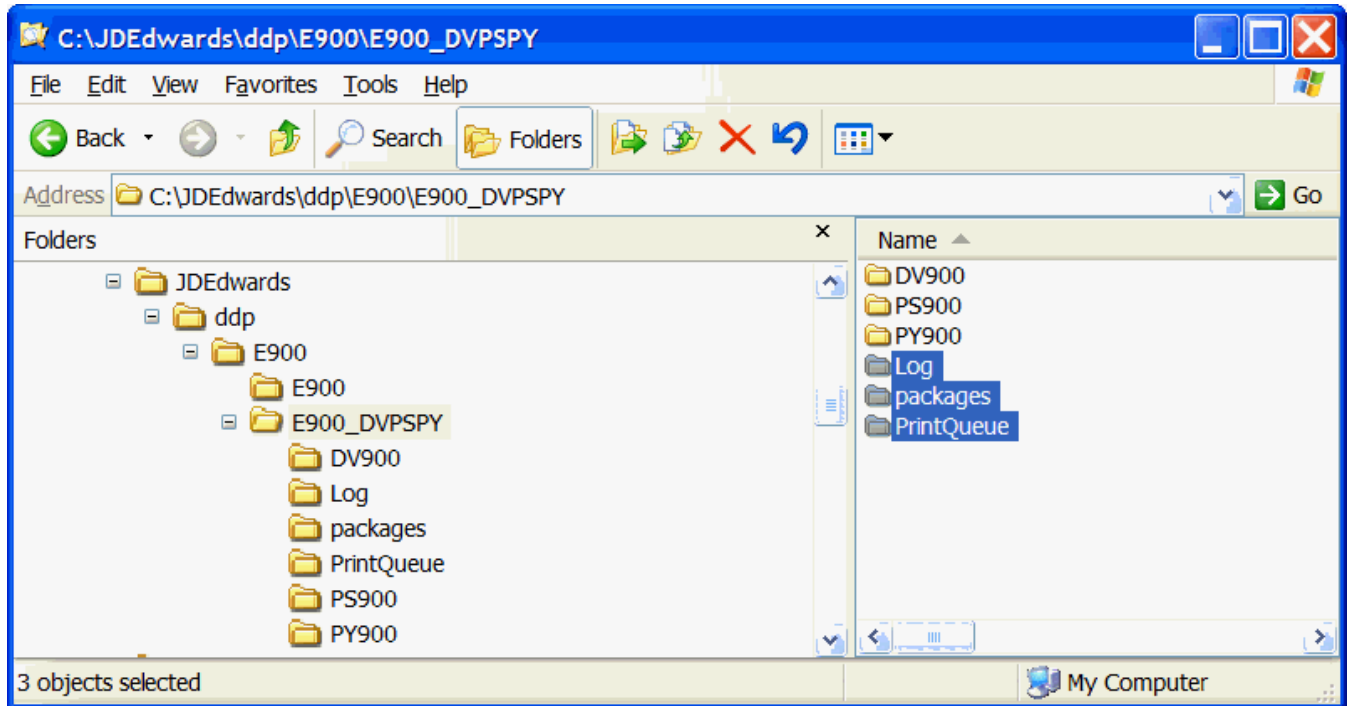 C:\JDEdwards\ddp\E900\E900_DVPSPY
File Edit View Favorites Tools Help
Back Search Folders
Address C:\JDEdwards\ddp\E900\E900_DVPSPY Go
Folders
JDEdwards
ddp
E900
E900
E900_DVPSPY
DV900
Log
packages
PrintQueue
PS900
PY900
Name
DV900
PS900
PY900
Log
packages
PrintQueue
3 objects selected My Computer